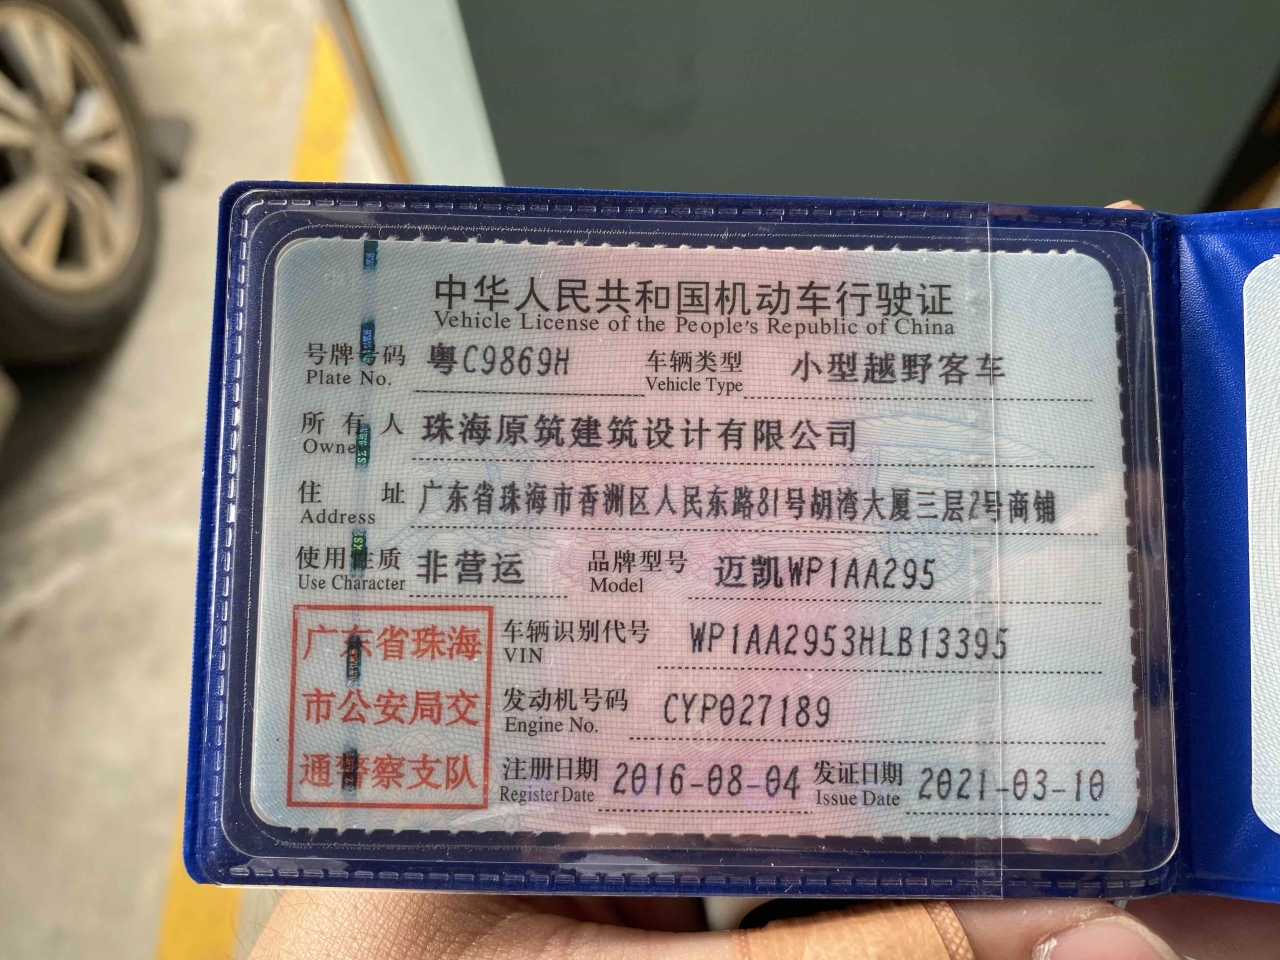 中华人民共和国机动车行驶证
Vehicle License of the People's Republic of China
号牌号码 粤C9869H 车辆类型 小型越野客车
Plate No. Vehicle Type
所有人 珠海原筑建筑设计有限公司
Owner
住址 广东省珠海市香洲区人民东路81号胡湾大厦三层2号商铺
Address
使用性质 非营运 品牌型号 迈凯WP1AA295
Use Character Model
广东省珠海
市公安局交
通警察支队
车辆识别代号 WP1AA2953HLB13395
VIN
发动机号码 CYP027189
Engine No.
注册日期 2016-08-04 发证日期 2021-03-10
Register Date Issue Date